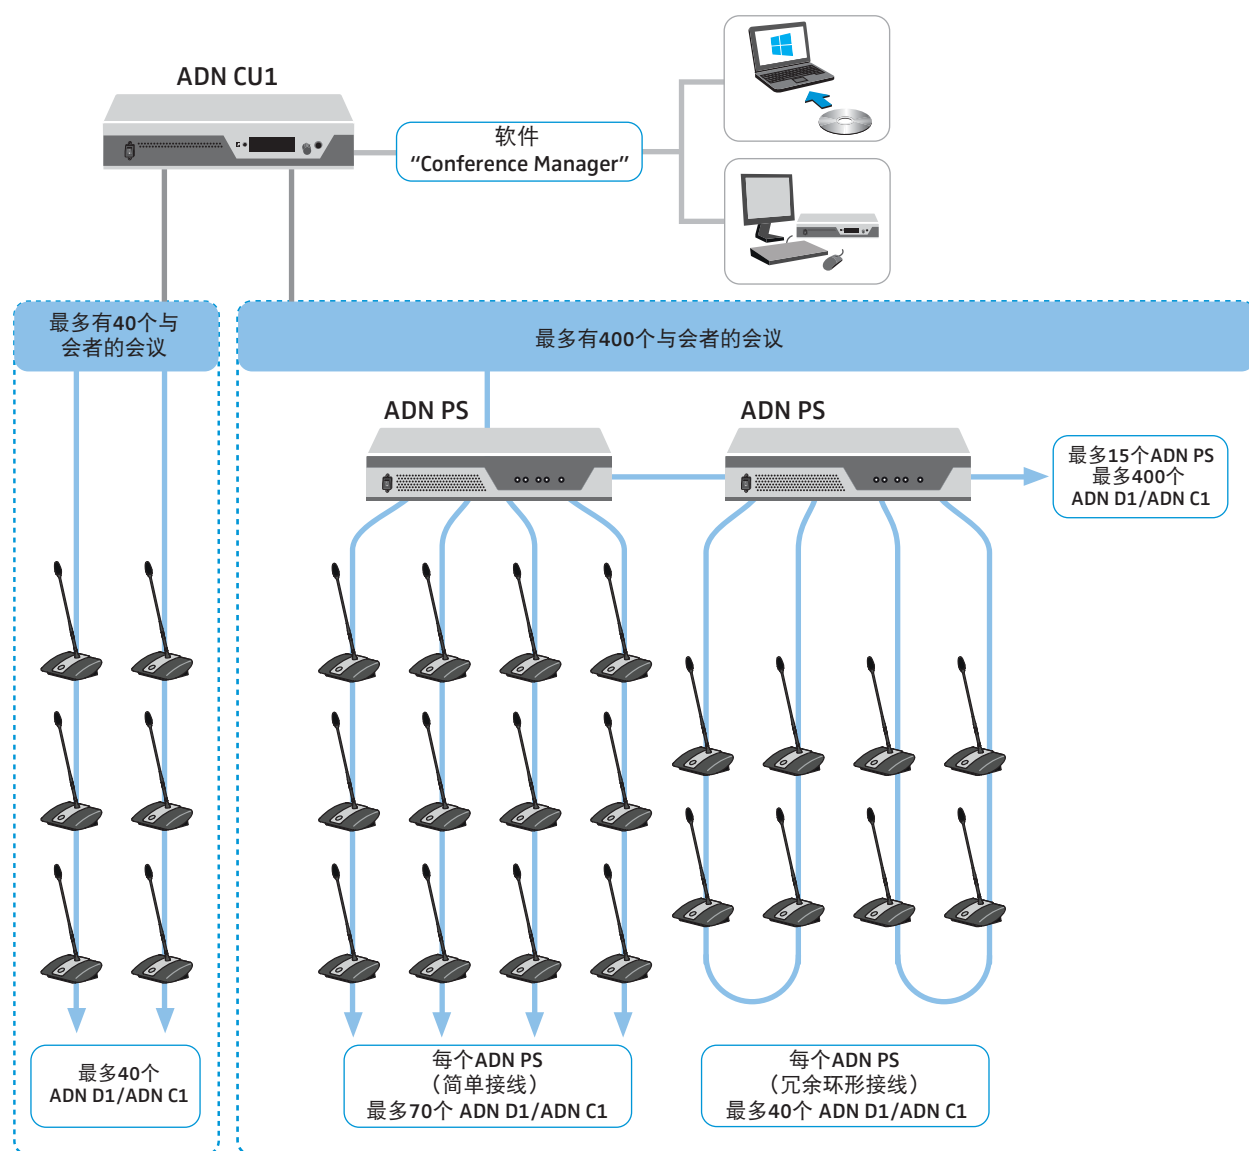 ADN CU1
软件
“Conference Manager”
最多有40个与
会者的会议
最多有400个与会者的会议
ADN PS
ADN PS
最多15个ADN PS
最多400个
ADN D1/ADN C1
最多40个
ADN D1/ADN C1
每个ADN PS
（简单接线）
最多70个 ADN D1/ADN C1
每个ADN PS
（冗余环形接线）
最多40个 ADN D1/ADN C1